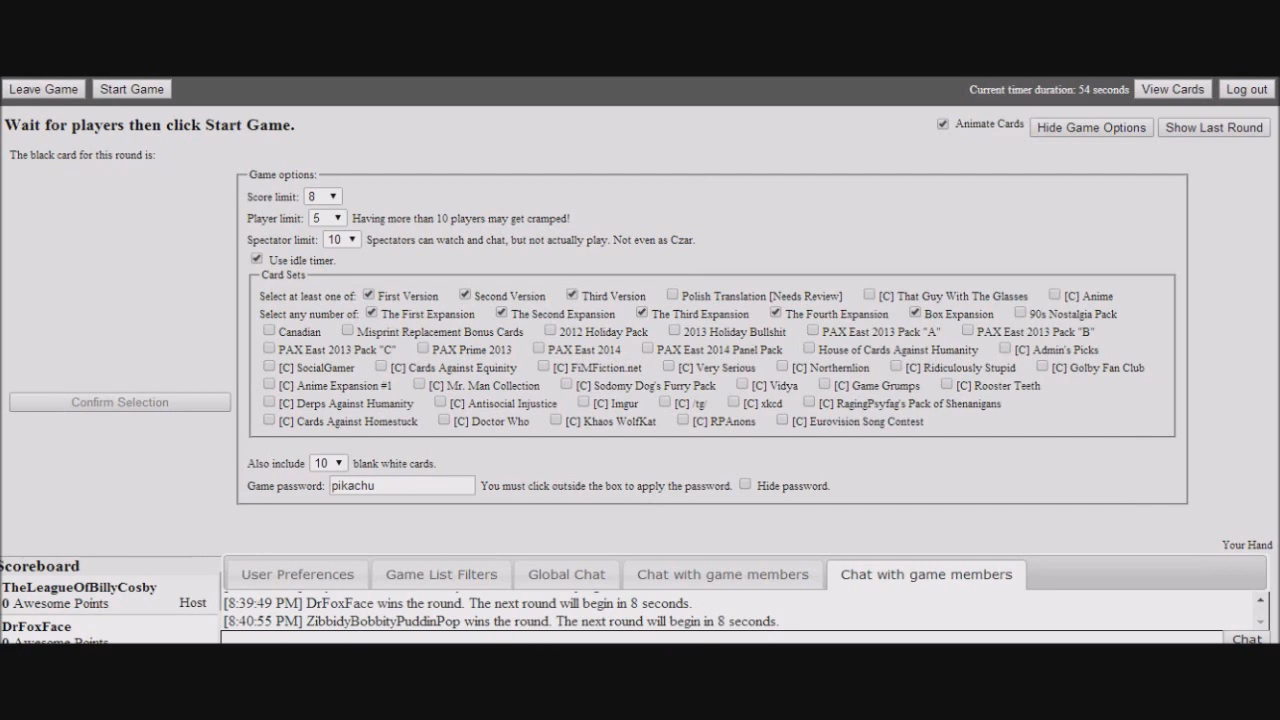 Leave Game Start Game Current timer duration: 54 seconds View Cards Log out
Wait for players then click Start Game. Animate Cards Hide Game Options Show Last Round
The black card for this round is:
Game options:
Score limit: 8
Player limit: 5 Having more than 10 players may get cramped!
Spectator limit: 10 Spectators can watch and chat, but not actually play. Not even as Czar.
Use idle timer.
Card Sets
Select at least one of: First Version Second Version Third Version Polish Translation [Needs Review] [C] That Guy With The Glasses [C] Anime
Select any number of: The First Expansion The Second Expansion The Third Expansion The Fourth Expansion Box Expansion 90s Nostalgia Pack
Canadian Misprint Replacement Bonus Cards 2012 Holiday Pack 2013 Holiday Bullshit PAX East 2013 Pack "A" PAX East 2013 Pack "B"
PAX East 2013 Pack "C" PAX Prime 2013 PAX East 2014 PAX East 2014 Panel Pack House of Cards Against Humanity [C] Admin's Picks
[C] SocialGamer [C] Cards Against Equinity [C] FiMFiction.net [C] Very Serious [C] Northernlion [C] Ridiculously Stupid [C] Golby Fan Club
[C] Anime Expansion #1 [C] Mr. Man Collection [C] Sodomy Dog's Furry Pack [C] Vidya [C] Game Grumps [C] Rooster Teeth
[C] Derps Against Humanity [C] Antisocial Injustice [C] Imgur [C] /tg/ [C] xkcd [C] RagingPsyfag's Pack of Shenanigans
[C] Cards Against Homestuck [C] Doctor Who [C] Khaos WolfKat [C] RPAnons [C] Eurovision Song Contest
Confirm Selection
Also include 10 blank white cards.
Game password: pikachu You must click outside the box to apply the password. Hide password.
Your Hand
Scoreboard
TheLeagueOfBillyCosby
0 Awesome Points Host
DrFoxFace
0 Awesome Points
User Preferences Game List Filters Global Chat Chat with game members Chat with game members
[8:39:49 PM] DrFoxFace wins the round. The next round will begin in 8 seconds.
[8:40:55 PM] ZibbidyBobbityPuddinPop wins the round. The next round will begin in 8 seconds.
Chat